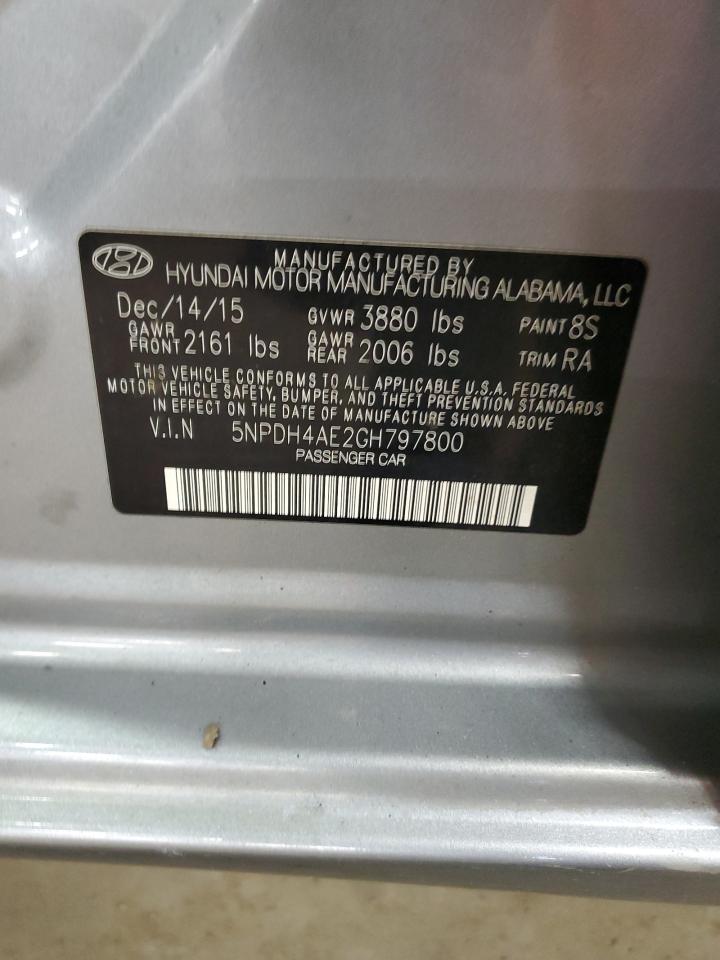 MANUFACTURED BY
HYUNDAI MOTOR MANUFACTURING ALABAMA, LLC
Dec/14/15 GVWR 3880 lbs PAINT 8S
GAWR FRONT 2161 lbs GAWR REAR 2006 lbs TRIM RA
THIS VEHICLE CONFORMS TO ALL APPLICABLE U.S.A. FEDERAL
MOTOR VEHICLE SAFETY, BUMPER, AND THEFT PREVENTION STANDARDS
IN EFFECT ON THE DATE OF MANUFACTURE SHOWN ABOVE
V.I.N 5NPDH4AE2GH797800
PASSENGER CAR